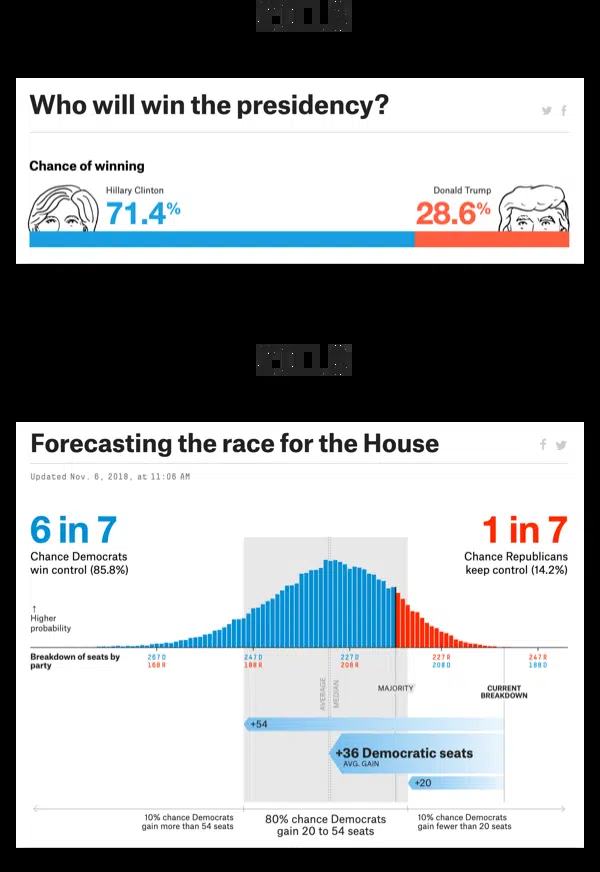 Who will win the presidency?
Chance of winning
Hillary Clinton
71.4%
Donald Trump
28.6%
Forecasting the race for the House
Updated Nov. 6, 2018, at 11:06 AM
6 in 7
Chance Democrats
win control (85.8%)
1 in 7
Chance Republicans
keep control (14.2%)
↑
Higher
probability
Breakdown of seats by
party
267 D
168 R
247 D
188 R
227 D
208 R
227 R
208 D
247 R
188 D
AVERAGE
MEDIAN
MAJORITY
CURRENT
BREAKDOWN
+54
+36 Democratic seats
AVG. GAIN
+20
10% chance Democrats
gain more than 54 seats
80% chance Democrats
gain 20 to 54 seats
10% chance Democrats
gain fewer than 20 seats